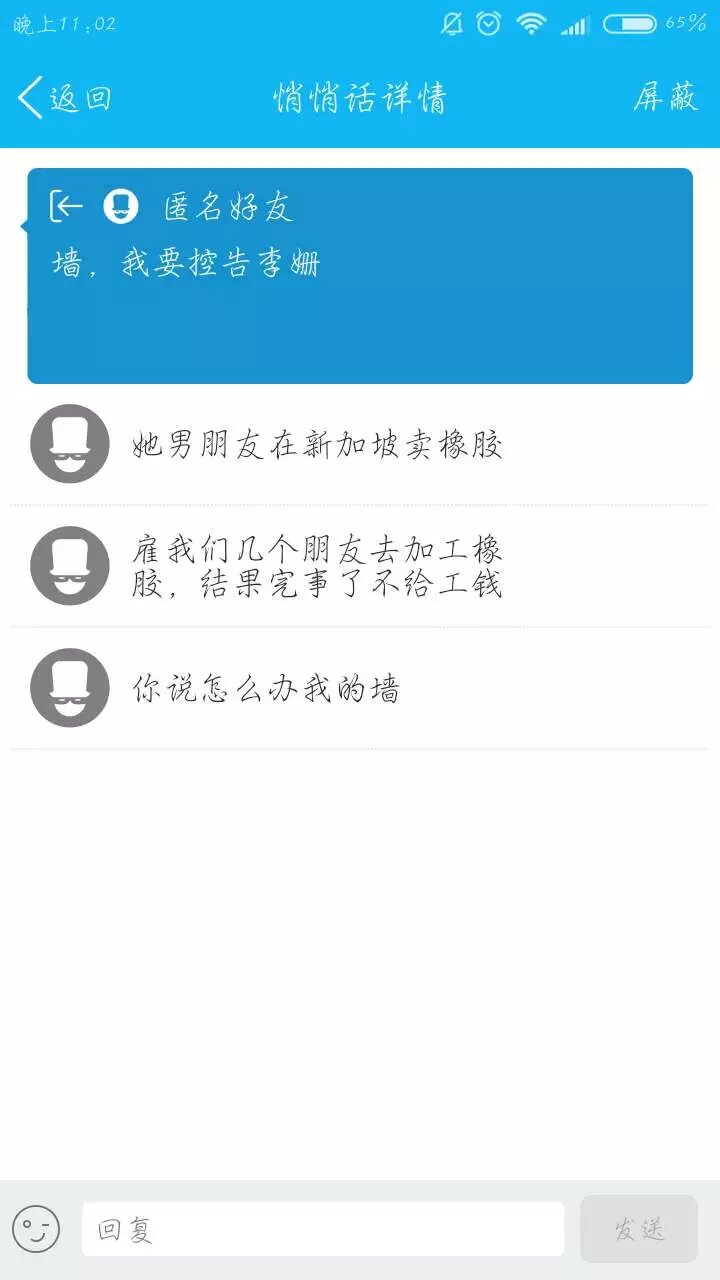 晚上11:02
65%
返回
悄悄话详情
屏蔽
匿名好友
墙，我要控告李姗
她男朋友在新加坡卖橡胶
雇我们几个朋友去加工橡
胶，结果完事了不给工钱
你说怎么办我的墙
回复
发送